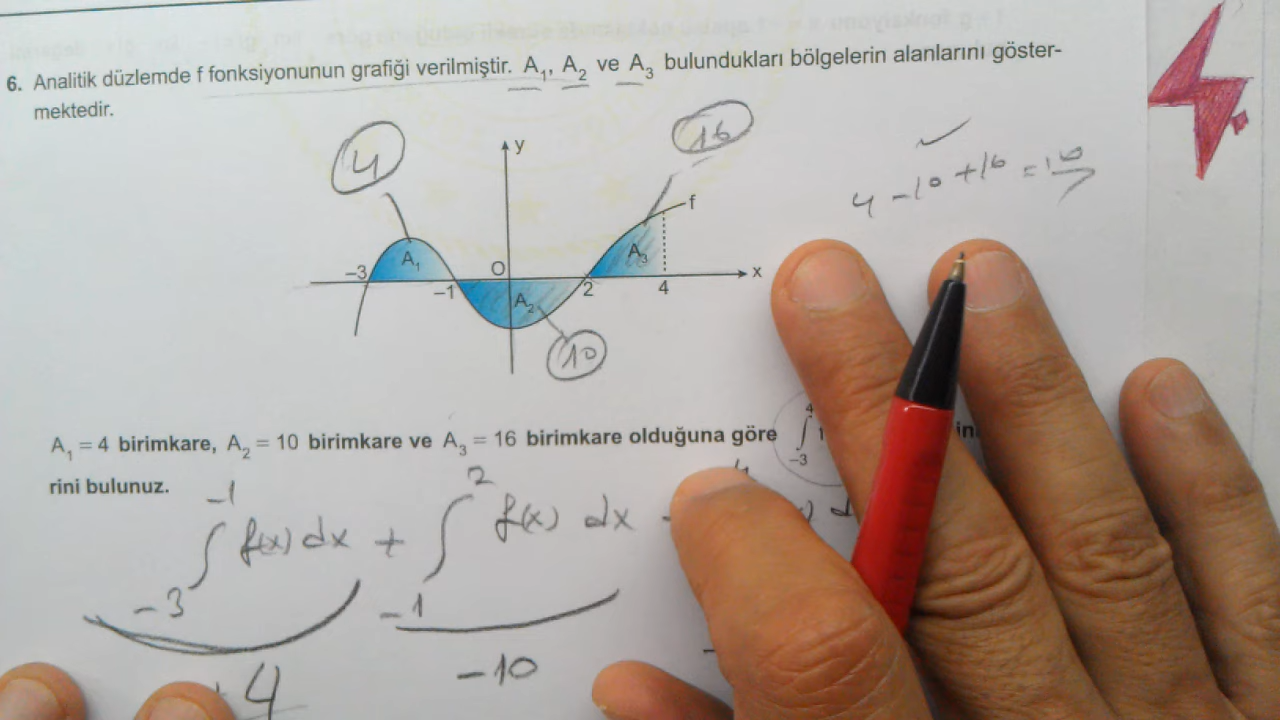 6. Analitik düzlemde f fonksiyonunun grafiği verilmiştir. A₁, A₂ ve A₃ bulundukları bölgelerin alanlarını göster-
mektedir.
4
16
y
4 - 10 + 16 = 10
f
A₁
A₃
-3
O
x
-1
A₂
2
4
10
A₁ = 4 birimkare, A₂ = 10 birimkare ve A₃ = 16 birimkare olduğuna göre ∫₋₃⁴
rini bulunuz.
∫₋₃⁻¹ f(x) dx + ∫₋₁² f(x) dx
4
-10